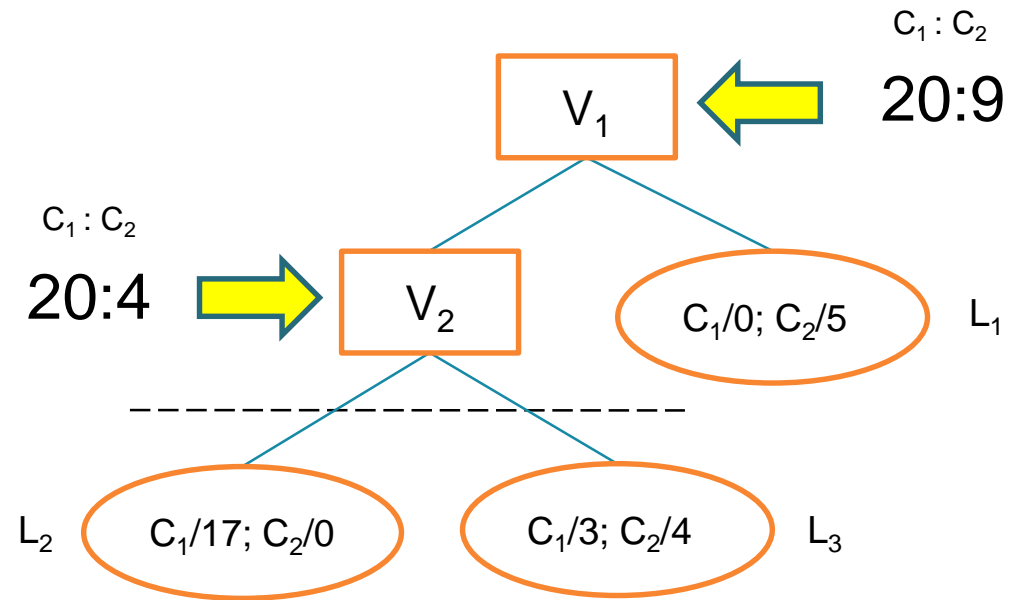 C₁ : C₂
20:9
V₁
C₁ : C₂
20:4
V₂
C₁/0; C₂/5
L₁
L₂
C₁/17; C₂/0
C₁/3; C₂/4
L₃